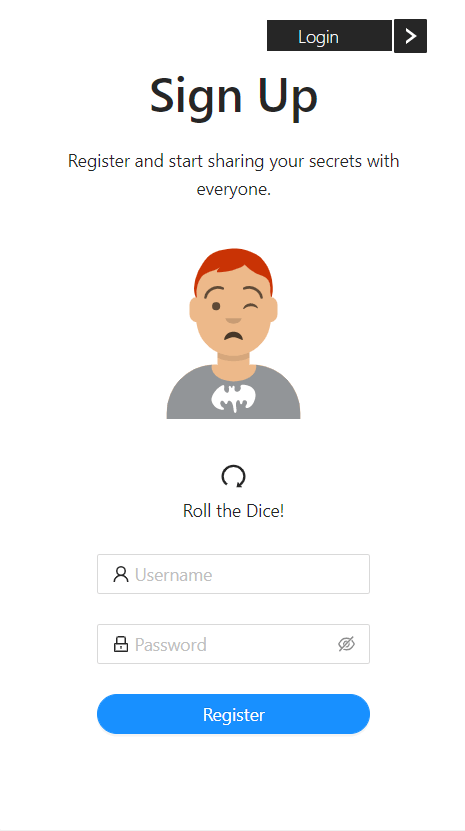 Login
Sign Up
Register and start sharing your secrets with
everyone.
Roll the Dice!
Username
Password
Register